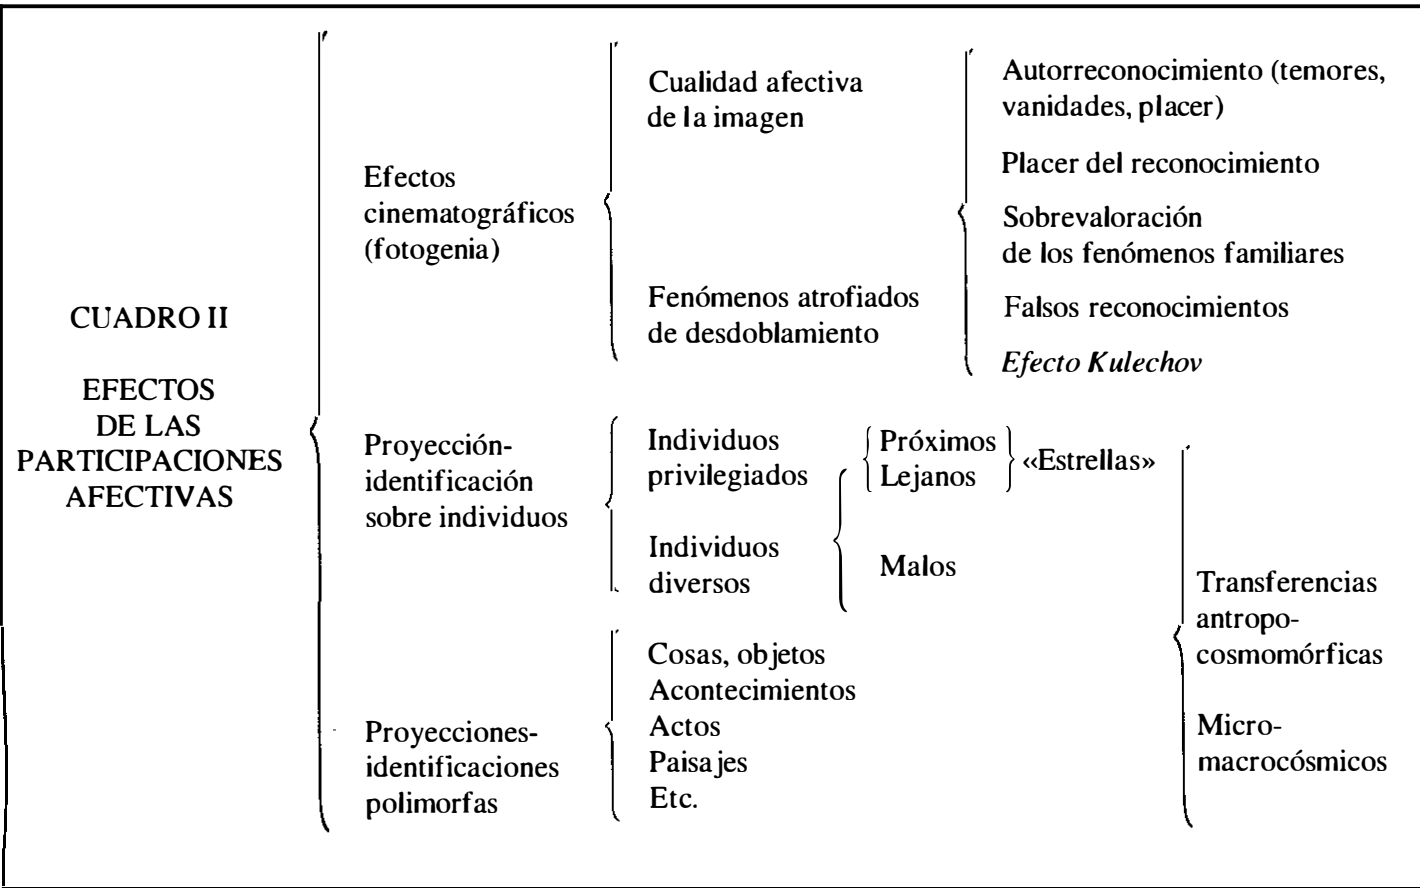 CUADRO II
EFECTOS
DE LAS
PARTICIPACIONES
AFECTIVAS
Efectos
cinematográficos
(fotogenia)
Cualidad afectiva
de la imagen
Fenómenos atrofiados
de desdoblamiento
Autorreconocimiento (temores,
vanidades, placer)
Placer del reconocimiento
Sobrevaloración
de los fenómenos familiares
Falsos reconocimientos
Efecto Kulechov
Proyección-
identificación
sobre individuos
Individuos
privilegiados
Individuos
diversos
Próximos
Lejanos
«Estrellas»
Malos
Proyecciones-
identificaciones
polimorfas
Cosas, objetos
Acontecimientos
Actos
Paisajes
Etc.
Transferencias
antropo-
cosmomórficas
Micro-
macrocósmicos